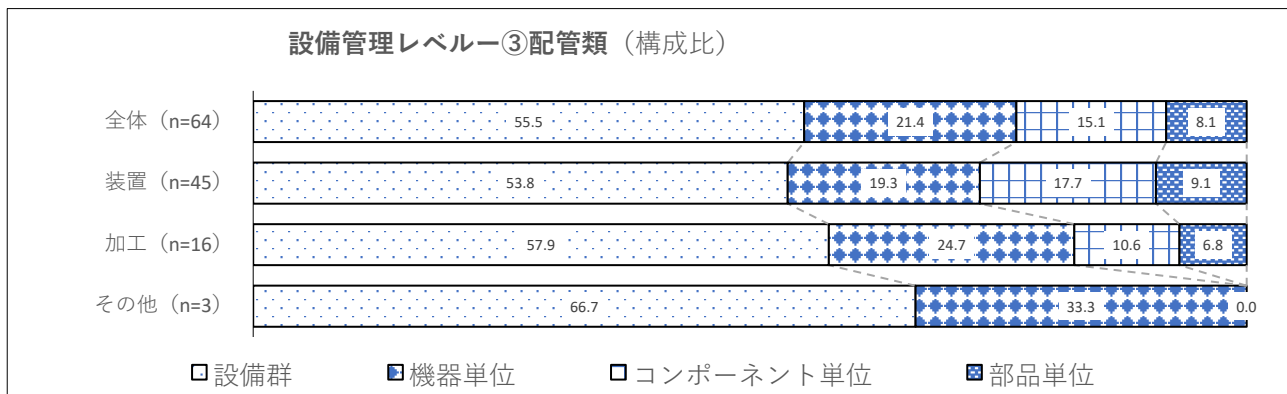 設備管理レベルー③配管類（構成比）
全体（n=64） 55.5 21.4 15.1 8.1
装置（n=45） 53.8 19.3 17.7 9.1
加工（n=16） 57.9 24.7 10.6 6.8
その他（n=3） 66.7 33.3 0.0
設備群 機器単位 コンポーネント単位 部品単位